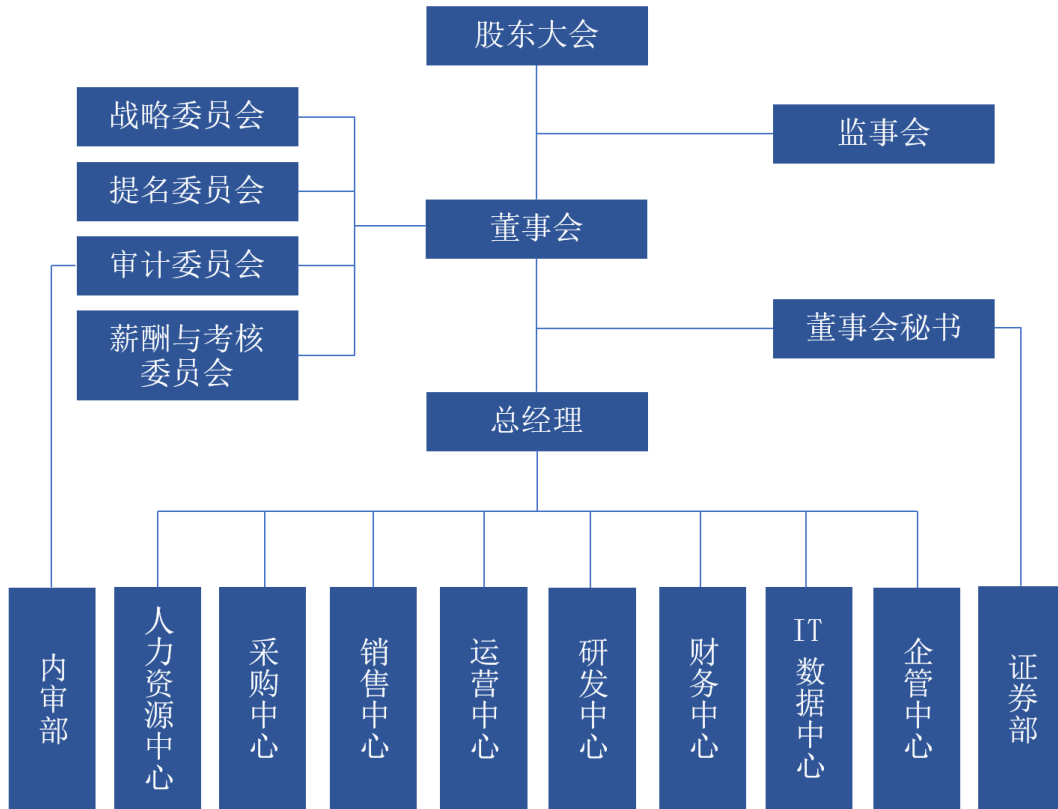 股东大会
战略委员会
监事会
提名委员会
董事会
审计委员会
董事会秘书
薪酬与考核
委员会
总经理
内审部
人力资源中心
采购中心
销售中心
运营中心
研发中心
财务中心
IT数据中心
企管中心
证券部